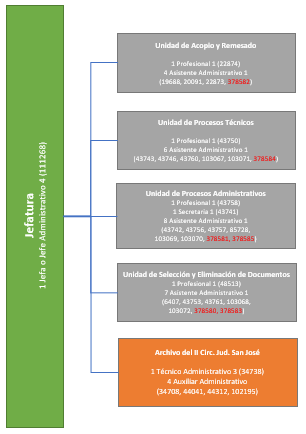 Jefatura
1 Jefa o Jefe Administrativo 4 (111268)
Unidad de Acopio y Remesado
1 Profesional 1 (22874)
4 Asistente Administrativo 1
(19688, 20091, 22873, 378582)
Unidad de Procesos Técnicos
1 Profesional 1 (43750)
6 Asistente Administrativo 1
(43743, 43746, 43760, 103067, 103071, 378584)
Unidad de Procesos Administrativos
1 Profesional 1 (43758)
1 Secretaria 1 (43741)
8 Asistente Administrativo 1
(43742, 43756, 43757, 85728,
103069, 103070, 378581, 378585)
Unidad de Selección y Eliminación de Documentos
1 Profesional 1 (48513)
7 Asistente Administrativo 1
(6407, 43753, 43761, 103068,
103072, 378580, 378583)
Archivo del II Circ. Jud. San José
1 Técnico Administrativo 3 (34738)
4 Auxiliar Administrativo
(34708, 44041, 44312, 102195)